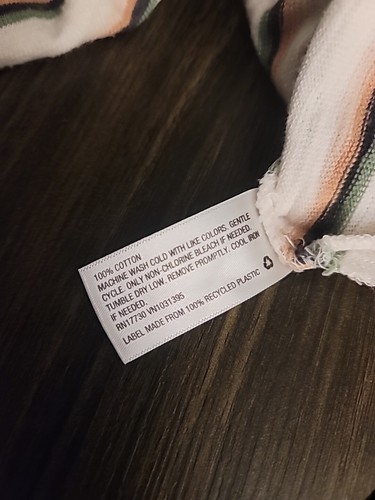 100% COTTON
MACHINE WASH COLD WITH LIKE COLORS. GENTLE
CYCLE. ONLY NON-CHLORINE BLEACH IF NEEDED.
TUMBLE DRY LOW. REMOVE PROMPTLY. COOL IRON
IF NEEDED.
RN17730 VN1031395
LABEL MADE FROM 100% RECYCLED PLASTIC